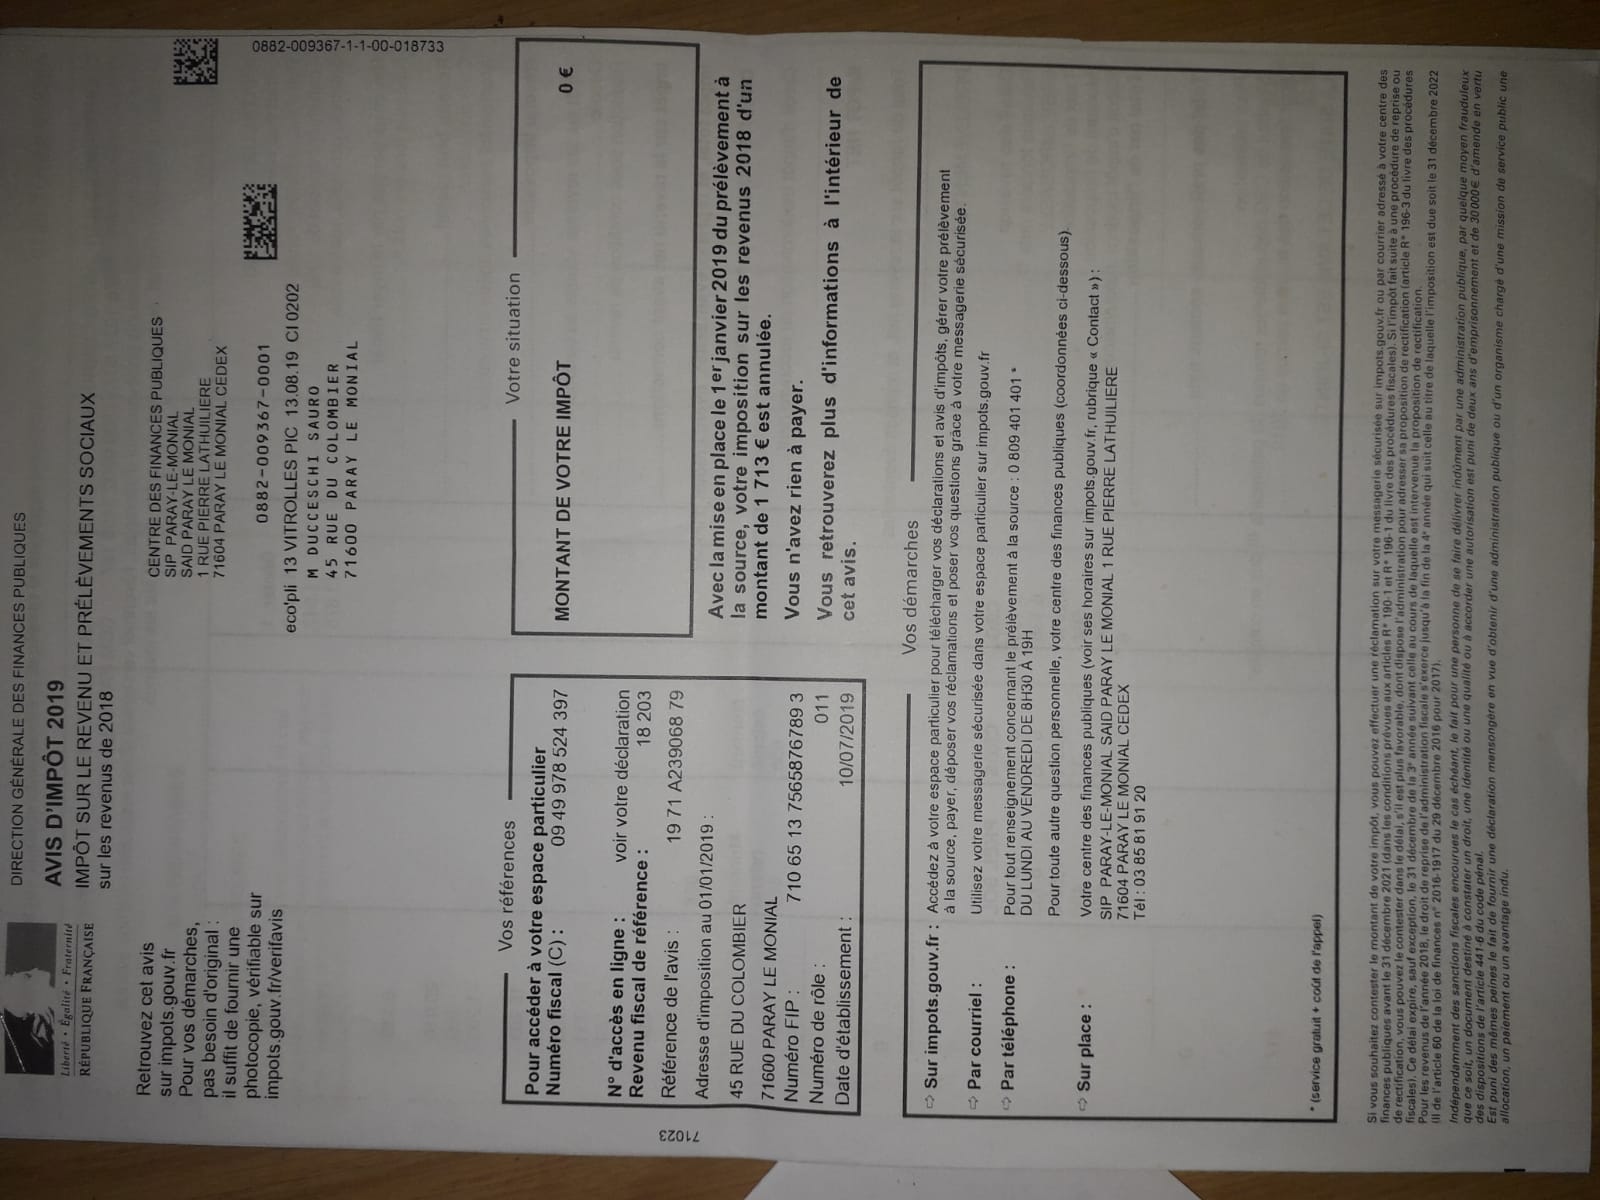 Liberté • Égalité • Fraternité
RÉPUBLIQUE FRANÇAISE
DIRECTION GÉNÉRALE DES FINANCES PUBLIQUES
AVIS D'IMPÔT 2019
IMPÔT SUR LE REVENU ET PRÉLÈVEMENTS SOCIAUX
sur les revenus de 2018
Retrouvez cet avis
sur impots.gouv.fr
Pour vos démarches,
pas besoin d'original :
il suffit de fournir une
photocopie, vérifiable sur
impots.gouv.fr/verifavis
CENTRE DES FINANCES PUBLIQUES
SIP PARAY-LE-MONIAL
SAID PARAY LE MONIAL
1 RUE PIERRE LATHUILIERE
71604 PARAY LE MONIAL CEDEX
0882-009367-1-1-00-018733
0882-009367-0001
eco'pli 13 VITROLLES PIC 13.08.19 CI 0202
M DUCCESCHI SAURO
45 RUE DU COLOMBIER
71600 PARAY LE MONIAL
71023
Vos références
Pour accéder à votre espace particulier
Numéro fiscal (C) : 09 49 978 524 397
N° d'accès en ligne : voir votre déclaration
Revenu fiscal de référence : 18 203
Référence de l'avis : 19 71 A239068 79
Adresse d'imposition au 01/01/2019 :
45 RUE DU COLOMBIER
71600 PARAY LE MONIAL
Numéro FIP : 710 65 13 7565876789 3
Numéro de rôle : 011
Date d'établissement : 10/07/2019
Votre situation
MONTANT DE VOTRE IMPÔT 0 €
Avec la mise en place le 1er janvier 2019 du prélèvement à
la source, votre imposition sur les revenus 2018 d'un
montant de 1 713 € est annulée.
Vous n'avez rien à payer.
Vous retrouverez plus d'informations à l'intérieur de
cet avis.
Vos démarches
⇨ Sur impots.gouv.fr : Accédez à votre espace particulier pour télécharger vos déclarations et avis d'impôts, gérer votre prélèvement
à la source, payer, déposer vos réclamations et poser vos questions grâce à votre messagerie sécurisée.
⇨ Par courriel : Utilisez votre messagerie sécurisée dans votre espace particulier sur impots.gouv.fr
⇨ Par téléphone : Pour tout renseignement concernant le prélèvement à la source : 0 809 401 401 *
DU LUNDI AU VENDREDI DE 8H30 À 19H
Pour toute autre question personnelle, votre centre des finances publiques (coordonnées ci-dessous).
⇨ Sur place : Votre centre des finances publiques (voir ses horaires sur impots.gouv.fr, rubrique « Contact ») :
SIP PARAY-LE-MONIAL SAID PARAY LE MONIAL 1 RUE PIERRE LATHUILIERE
71604 PARAY LE MONIAL CEDEX
Tél : 03 85 81 91 20
* (service gratuit + coût de l'appel)
Si vous souhaitez contester le montant de votre impôt, vous pouvez effectuer une réclamation sur votre messagerie sécurisée sur impots.gouv.fr ou par courrier adressé à votre centre des
finances publiques avant le 31 décembre 2021 (dans les conditions prévues aux articles R* 190-1 et R* 196-1 du livre des procédures fiscales). Si l'impôt fait suite à une procédure de reprise ou
de rectification, vous pouvez le contester dans le délai, s'il est plus favorable, dont dispose l'administration pour adresser sa proposition de rectification (article R* 196-3 du livre des procédures
fiscales). Ce délai expire, sauf exception, le 31 décembre de la 3e année suivant celle au cours de laquelle est intervenue la proposition de rectification.
Pour les revenus de l'année 2018, le droit de reprise de l'administration fiscale s'exerce jusqu'à la fin de la 4e année qui suit celle au titre de laquelle l'imposition est due soit le 31 décembre 2022
(II de l'article 60 de la loi de finances n° 2016-1917 du 29 décembre 2016 pour 2017).
Indépendamment des sanctions fiscales encourues le cas échéant, le fait pour une personne de se faire délivrer indûment par une administration publique, par quelque moyen frauduleux
que ce soit, un document destiné à constater un droit, une identité ou une qualité ou à accorder une autorisation est puni de deux ans d'emprisonnement et de 30 000€ d'amende en vertu
des dispositions de l'article 441-6 du code pénal.
Est puni des mêmes peines le fait de fournir une déclaration mensongère en vue d'obtenir d'une administration publique ou d'un organisme chargé d'une mission de service public une
allocation, un paiement ou un avantage indu.